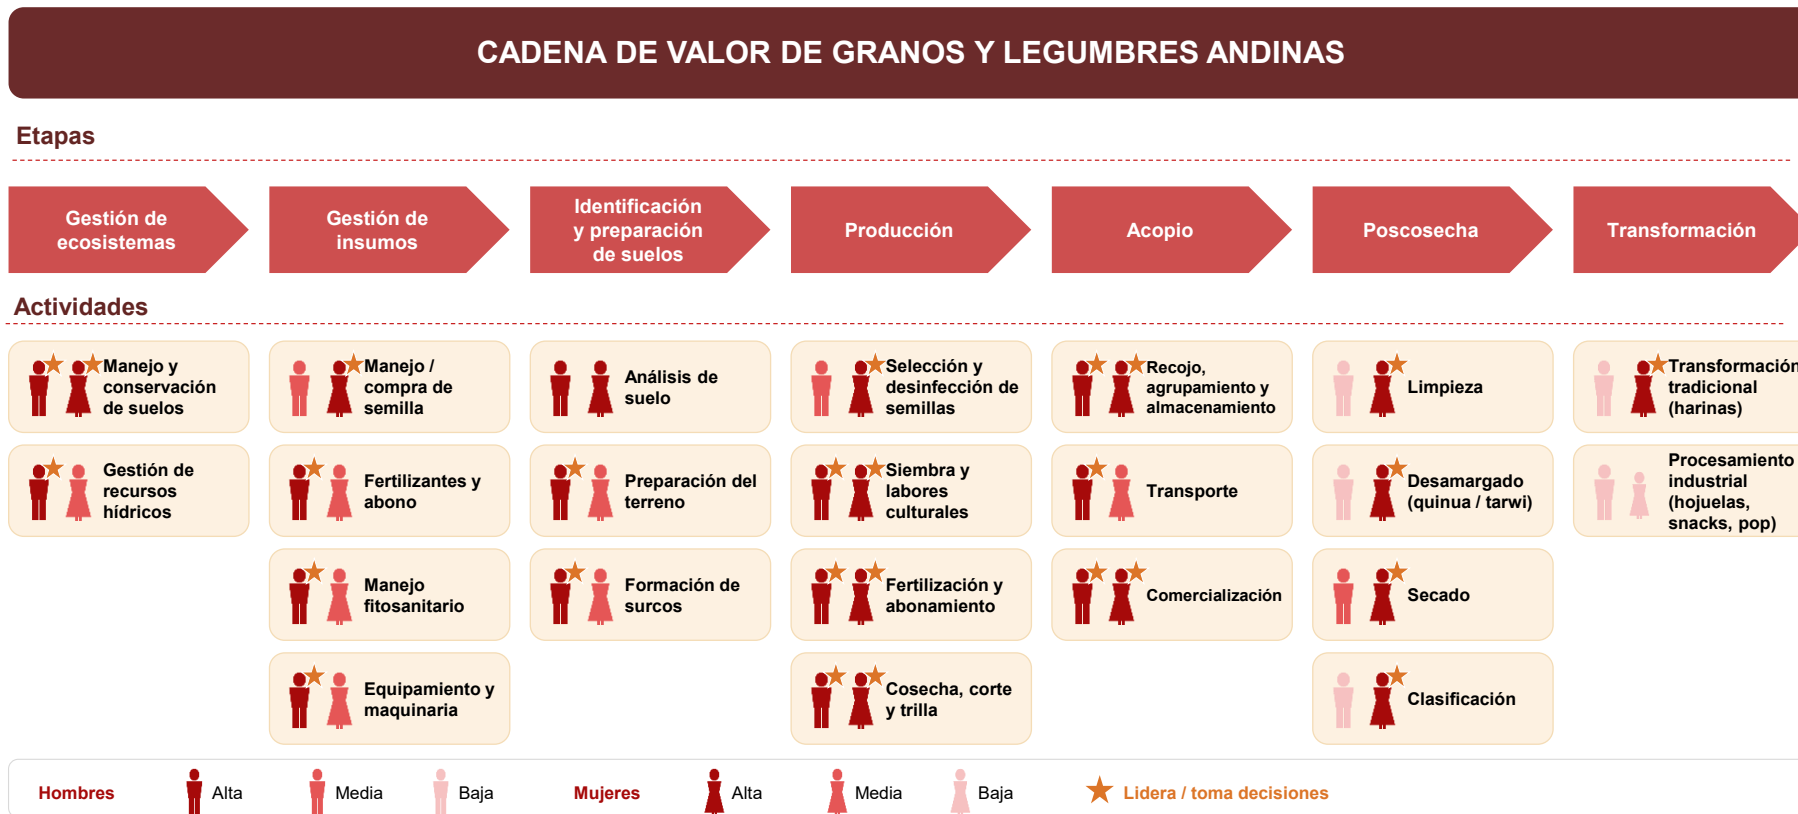 CADENA DE VALOR DE GRANOS Y LEGUMBRES ANDINAS
Etapas
Gestión de
ecosistemas
Gestión de
insumos
Identificación
y preparación
de suelos
Producción
Acopio
Poscosecha
Transformación
Actividades
Manejo y
conservación
de suelos
Gestión de
recursos
hídricos
Manejo /
compra de
semilla
Fertilizantes y
abono
Manejo
fitosanitario
Equipamiento y
maquinaria
Análisis de
suelo
Preparación del
terreno
Formación de
surcos
Selección y
desinfección de
semillas
Siembra y
labores
culturales
Fertilización y
abonamiento
Cosecha, corte
y trilla
Recojo,
agrupamiento y
almacenamiento
Transporte
Comercialización
Limpieza
Desamargado
(quinua / tarwi)
Secado
Clasificación
Transformación
tradicional
(harinas)
Procesamiento
industrial
(hojuelas,
snacks, pop)
Hombres
Alta
Media
Baja
Mujeres
Alta
Media
Baja
Lidera / toma decisiones